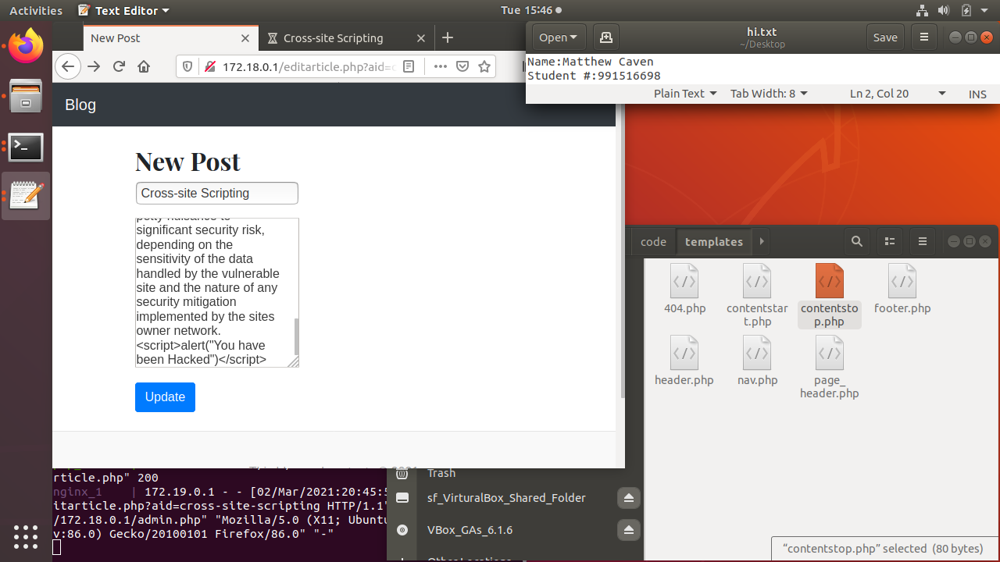 Activities
Text Editor
Tue 15:46
New Post
Cross-site Scripting
172.18.0.1/editarticle.php?aid=
Open
hi.txt
~/Desktop
Save
Name:Matthew Caven
Student #:991516698
Plain Text
Tab Width: 8
Ln 2, Col 20
INS
Blog
New Post
Cross-site Scripting
significant security risk,
depending on the
sensitivity of the data
handled by the vulnerable
site and the nature of any
security mitigation
implemented by the sites
owner network.
<script>alert("You have
been Hacked")</script>
Update
code
templates
404.php
contentstar
t.php
contentsto
p.php
footer.php
header.php
nav.php
page_
header.php
"contentstop.php" selected (80 bytes)
Trash
sf_VirturalBox_Shared_Folder
VBox_GAs_6.1.6
Other Locations
rticle.php" 200
nginx_1 | 172.19.0.1 - - [02/Mar/2021:20:45:
itarticle.php?aid=cross-site-scripting HTTP/1.1"
/172.18.0.1/admin.php" "Mozilla/5.0 (X11; Ubuntu
v:86.0) Gecko/20100101 Firefox/86.0" "-"